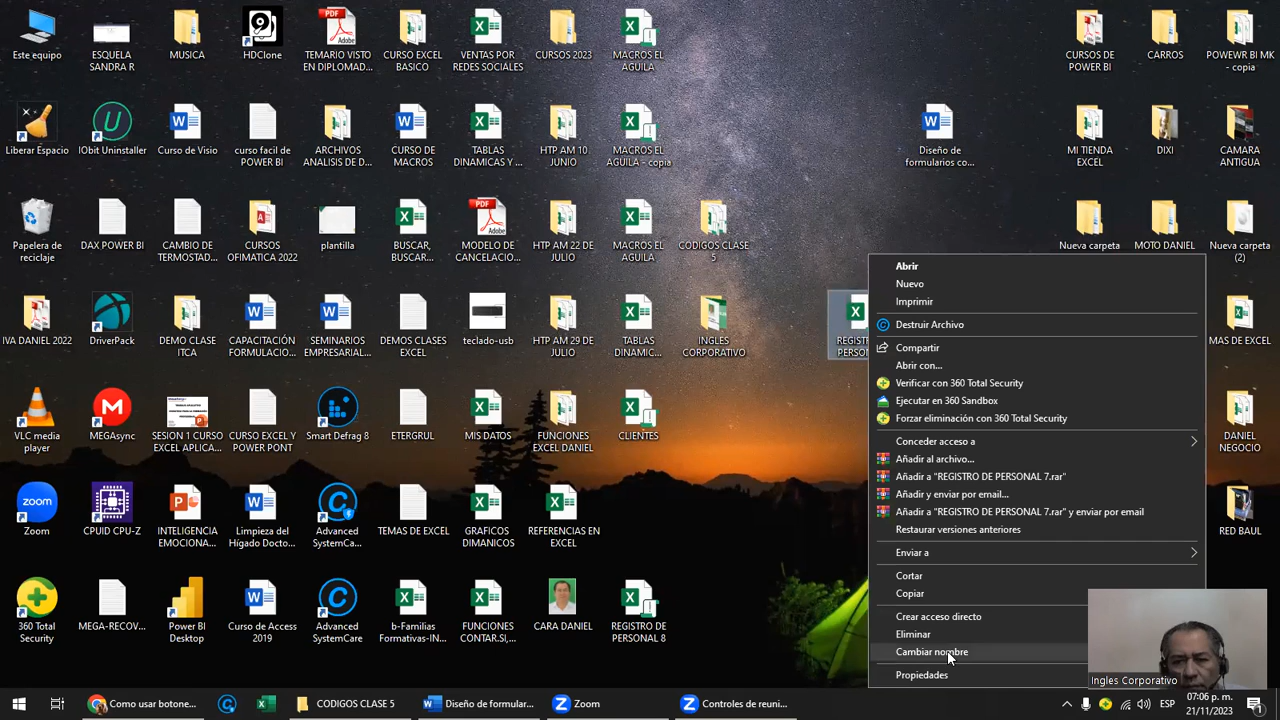 Este equipo
ESCUELA
SANDRA R
MUSICA
HDClone
TEMARIO VISTO
EN DIPLOMAD...
CURSO EXCEL
BASICO
VENTAS POR
REDES SOCIALES
CURSOS 2023
MACROS EL
AGUILA
CURSOS DE
POWER BI
CARROS
POWEWR BI MK
- copia
Liberar Espacio
IObit Uninstaller
Curso de Visio
curso facil de
POWER BI
ARCHIVOS
ANALISIS DE D...
CURSO DE
MACROS
TABLAS
DINAMICAS Y ...
HTP AM 10
JUNIO
MACROS EL
AGUILA - copia
Diseño de
formularios co...
MI TIENDA
EXCEL
DIXI
CAMARA
ANTIGUA
Papelera de
reciclaje
DAX POWER BI
CAMBIO DE
TERMOSTAD...
CURSOS
OFIMATICA 2022
plantilla
BUSCAR,
BUSCAR...
MODELO DE
CANCELACIO...
HTP AM 22 DE
JULIO
MACROS EL
AGUILA
CODIGOS CLASE
5
Nueva carpeta
MOTO DANIEL
Nueva carpeta
(2)
IVA DANIEL 2022
DriverPack
DEMO CLASE
ITCA
CAPACITACIÓN
FORMULACIO...
SEMINARIOS
EMPRESARIAL...
DEMOS CLASES
EXCEL
teclado-usb
HTP AM 29 DE
JULIO
TABLAS
DINAMIC...
INGLES
CORPORATIVO
REGISTR
PERSON
MAS DE EXCEL
VLC media
player
MEGAsync
SESION 1 CURSO
EXCEL APLICA...
CURSO EXCEL Y
POWER PONT
Smart Defrag 8
ETERGRUL
MIS DATOS
FUNCIONES
EXCEL DANIEL
CLIENTES
DANIEL
NEGOCIO
Zoom
CPUID CPU-Z
INTELIGENCIA
EMOCIONA...
Limpieza del
Hígado Docto...
Advanced
SystemCa...
TEMAS DE EXCEL
GRAFICOS
DIMANICOS
REFERENCIAS EN
EXCEL
RED BAUL
360 Total
Security
MEGA-RECOV...
Power BI
Desktop
Curso de Access
2019
Advanced
SystemCare
b-Familias
Formativas-IN...
FUNCIONES
CONTAR.SI,...
CARA DANIEL
REGISTRO DE
PERSONAL 8
Abrir
Nuevo
Imprimir
Destruir Archivo
Compartir
Abrir con...
Verificar con 360 Total Security
Ejecutar en 360 Sandbox
Forzar eliminación con 360 Total Security
Conceder acceso a
Añadir al archivo...
Añadir a "REGISTRO DE PERSONAL 7.rar"
Añadir y enviar por email...
Añadir a "REGISTRO DE PERSONAL 7.rar" y enviar por email
Restaurar versiones anteriores
Enviar a
Cortar
Copiar
Crear acceso directo
Eliminar
Cambiar nombre
Propiedades
Ingles Corporativo
Como usar botone...
CODIGOS CLASE 5
Diseño de formular...
Zoom
Controles de reuni...
ESP
07:06 p. m.
21/11/2023